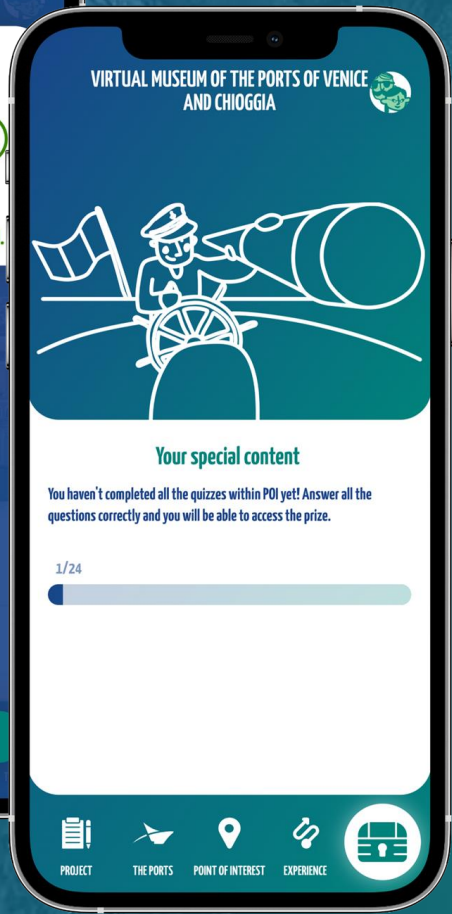 VIRTUAL MUSEUM OF THE PORTS OF VENICE
AND CHIOGGIA
Your special content
You haven't completed all the quizzes within POI yet! Answer all the
questions correctly and you will be able to access the prize.
1/24
PROJECT
THE PORTS
POINT OF INTEREST
EXPERIENCE